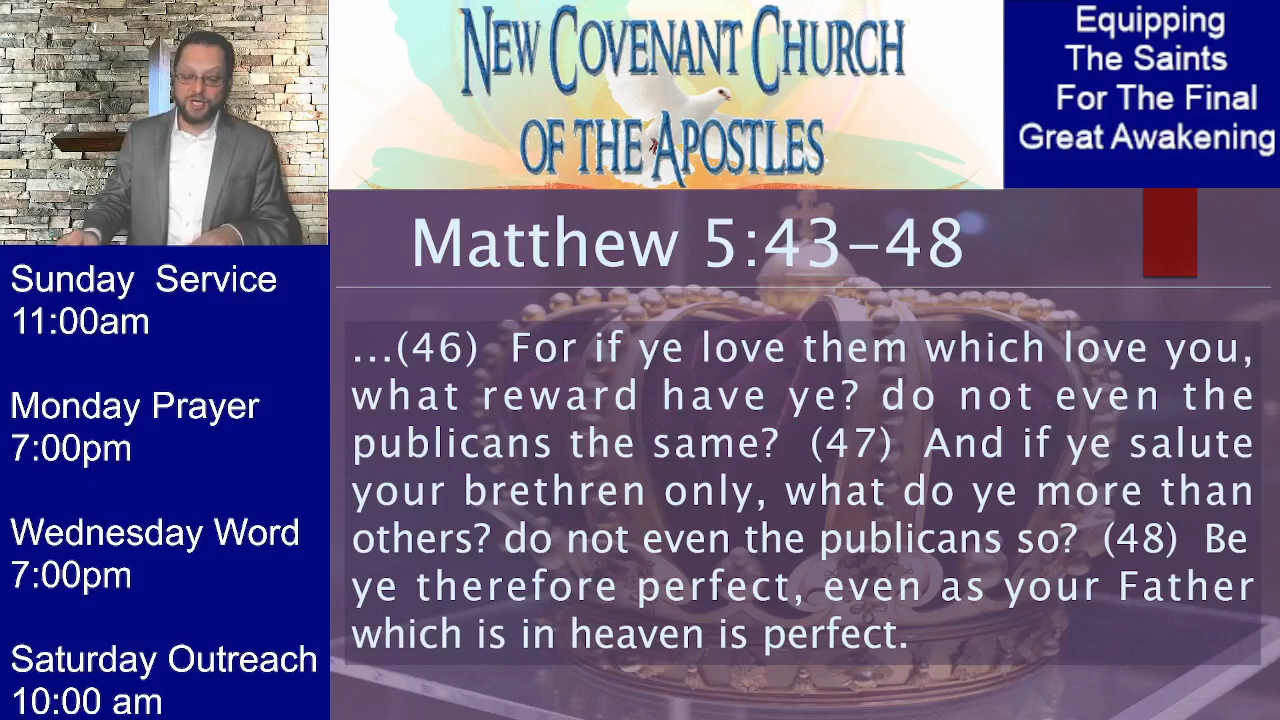 NEW COVENANT CHURCH
OF THE APOSTLES
Equipping
The Saints
For The Final
Great Awakening
Sunday Service
11:00am
Monday Prayer
7:00pm
Wednesday Word
7:00pm
Saturday Outreach
10:00 am
Matthew 5:43-48
...(46) For if ye love them which love you,
what reward have ye? do not even the
publicans the same? (47) And if ye salute
your brethren only, what do ye more than
others? do not even the publicans so? (48) Be
ye therefore perfect, even as your Father
which is in heaven is perfect.